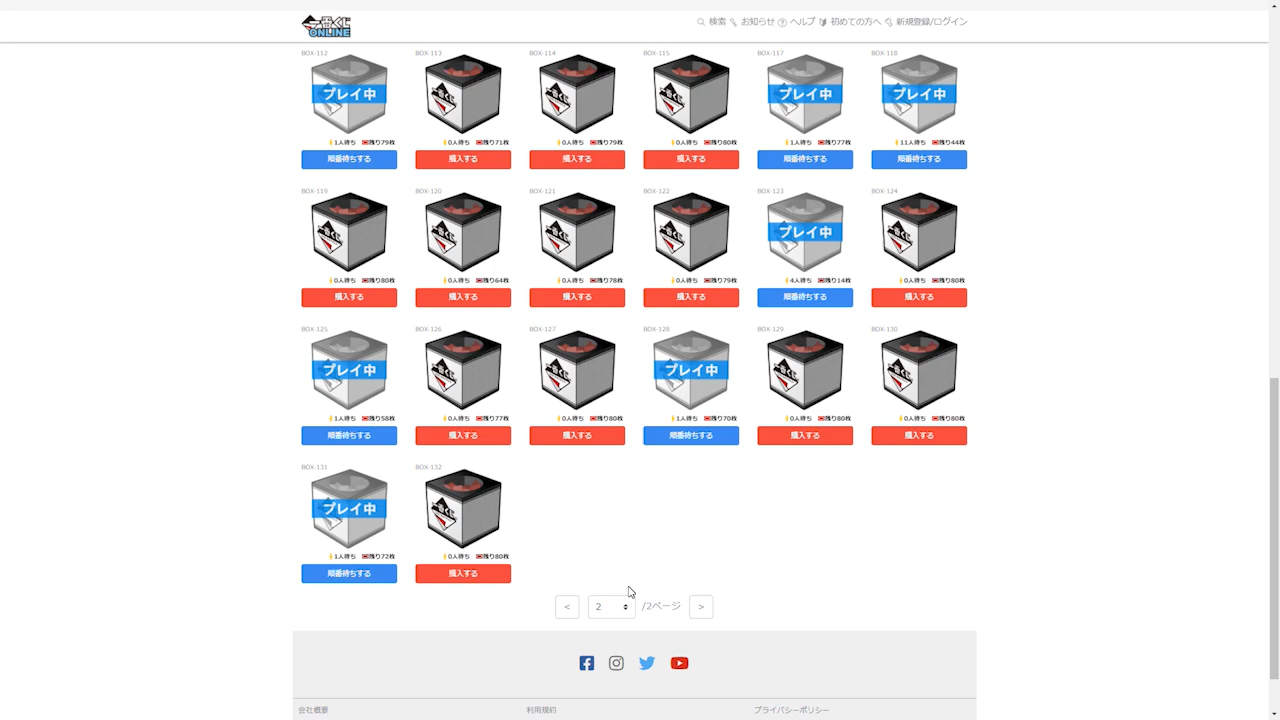 一番くじ ONLINE
検索 お知らせ ヘルプ 初めての方へ 新規登録/ログイン
BOX-112 BOX-113 BOX-114 BOX-115 BOX-117 BOX-118
プレイ中 プレイ中 プレイ中
1人待ち 残り79枚 0人待ち 残り71枚 0人待ち 残り79枚 0人待ち 残り80枚 1人待ち 残り77枚 11人待ち 残り44枚
順番待ちする 購入する 購入する 購入する 順番待ちする 順番待ちする
BOX-119 BOX-120 BOX-121 BOX-122 BOX-123 BOX-124
プレイ中
0人待ち 残り80枚 0人待ち 残り64枚 0人待ち 残り78枚 0人待ち 残り79枚 4人待ち 残り14枚 0人待ち 残り80枚
購入する 購入する 購入する 購入する 順番待ちする 購入する
BOX-125 BOX-126 BOX-127 BOX-128 BOX-129 BOX-130
プレイ中 プレイ中
1人待ち 残り58枚 0人待ち 残り77枚 0人待ち 残り80枚 1人待ち 残り70枚 0人待ち 残り80枚 0人待ち 残り80枚
順番待ちする 購入する 購入する 順番待ちする 購入する 購入する
BOX-131 BOX-132
プレイ中
1人待ち 残り72枚 0人待ち 残り80枚
順番待ちする 購入する
< 2 /2ページ >
会社概要 利用規約 プライバシーポリシー